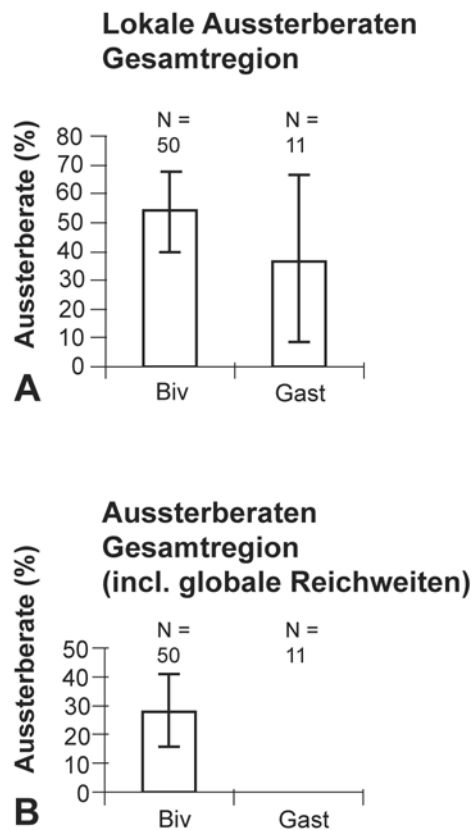 Lokale Aussterberaten
Gesamtregion
N =
50
N =
11
Aussterberate (%)
80
70
60
50
40
30
20
10
0
Biv
Gast
A
Aussterberaten
Gesamtregion
(incl. globale Reichweiten)
N =
50
N =
11
Aussterberate (%)
50
40
30
20
10
0
Biv
Gast
B